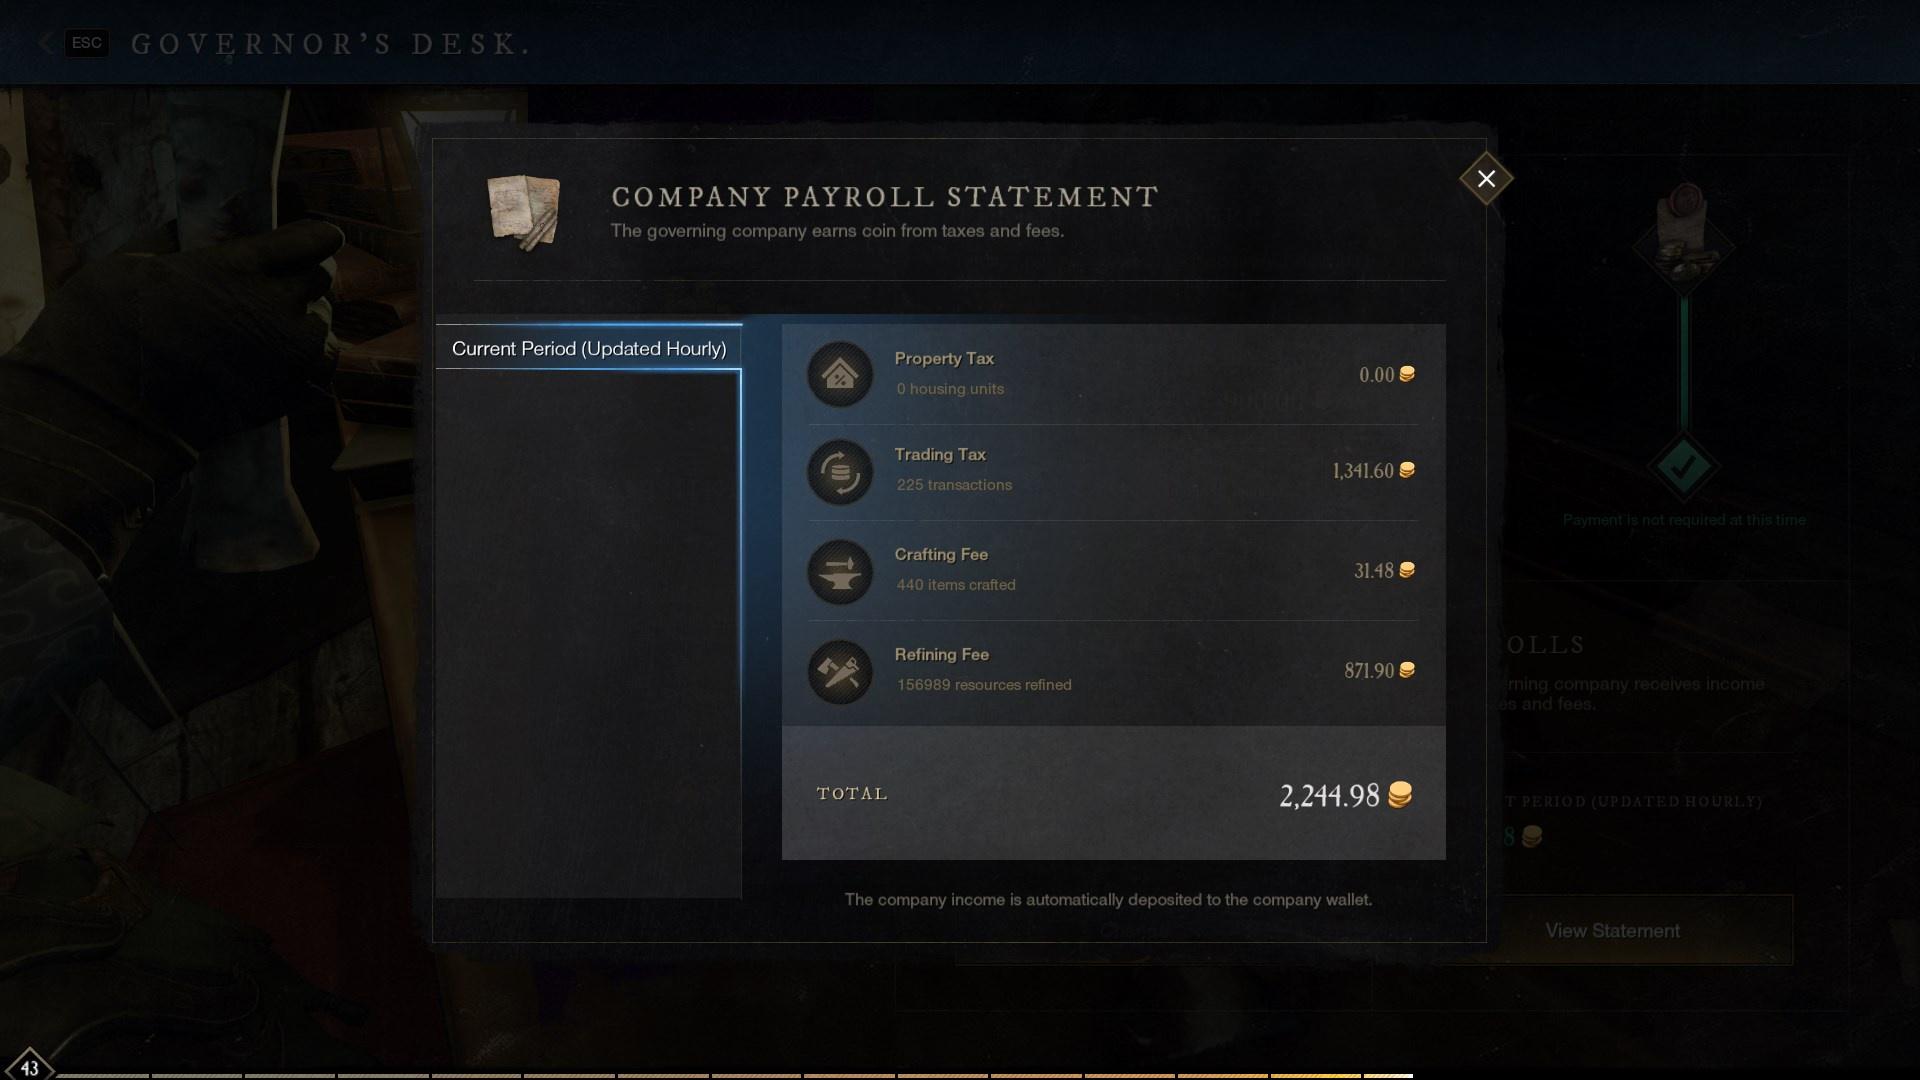 ESC GOVERNOR'S DESK.
COMPANY PAYROLL STATEMENT
The governing company earns coin from taxes and fees.
Current Period (Updated Hourly)
Property Tax
0 housing units
0.00
Trading Tax
225 transactions
1,341.60
Crafting Fee
440 items crafted
31.48
Refining Fee
156989 resources refined
871.90
TOTAL
2,244.98
The company income is automatically deposited to the company wallet.
Payment is not required at this time
OLLS
rning company receives income
es and fees.
T PERIOD (UPDATED HOURLY)
8
View Statement
43